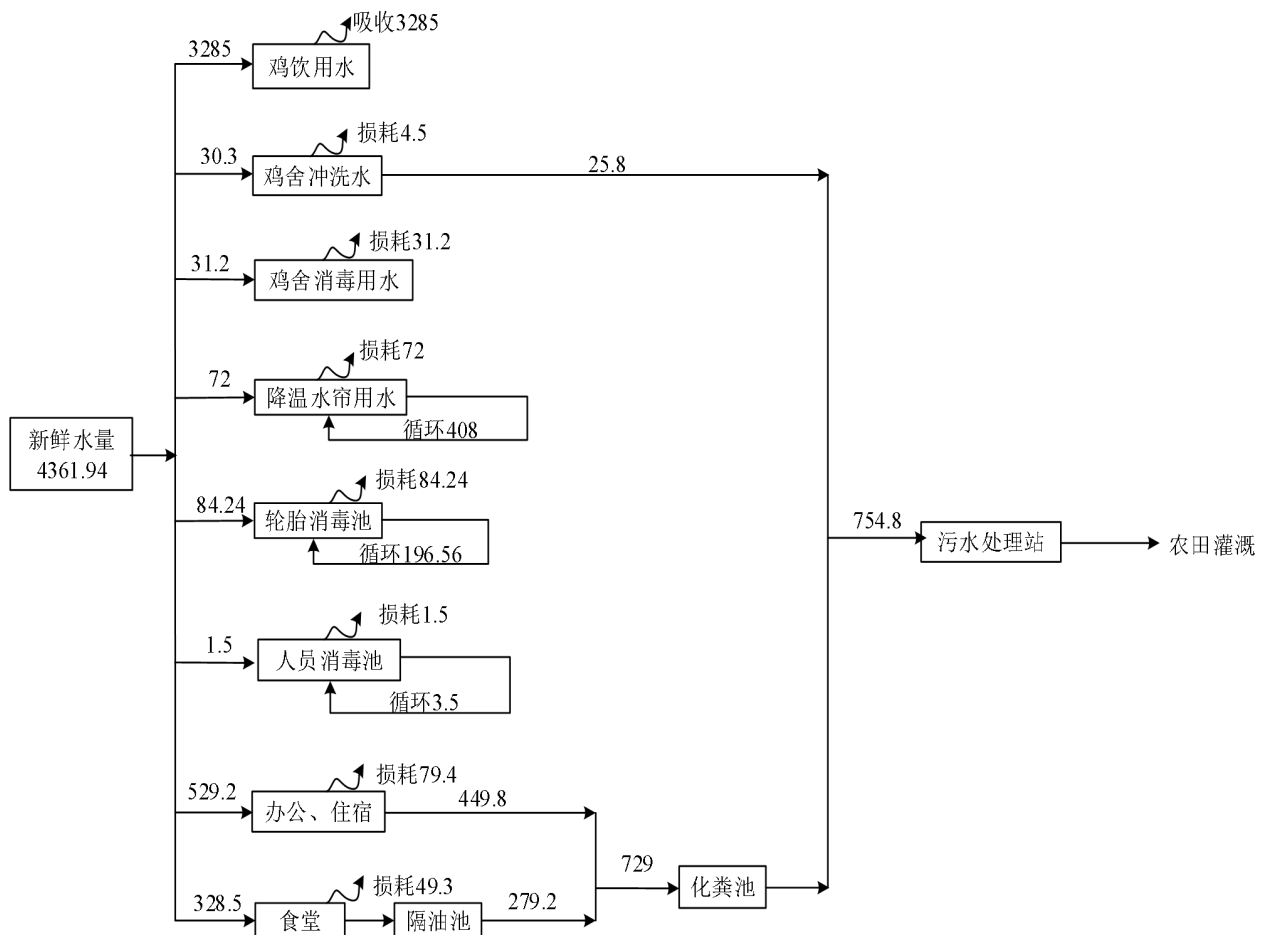 吸收3285
3285
鸡饮用水
损耗4.5
30.3
鸡舍冲洗水
25.8
损耗31.2
31.2
鸡舍消毒用水
损耗72
72
降温水帘用水
循环408
新鲜水量
4361.94
损耗84.24
84.24
轮胎消毒池
循环196.56
754.8
污水处理站
农田灌溉
损耗1.5
1.5
人员消毒池
循环3.5
损耗79.4
529.2
办公、住宿
449.8
729
化粪池
损耗49.3
328.5
食堂
隔油池
279.2